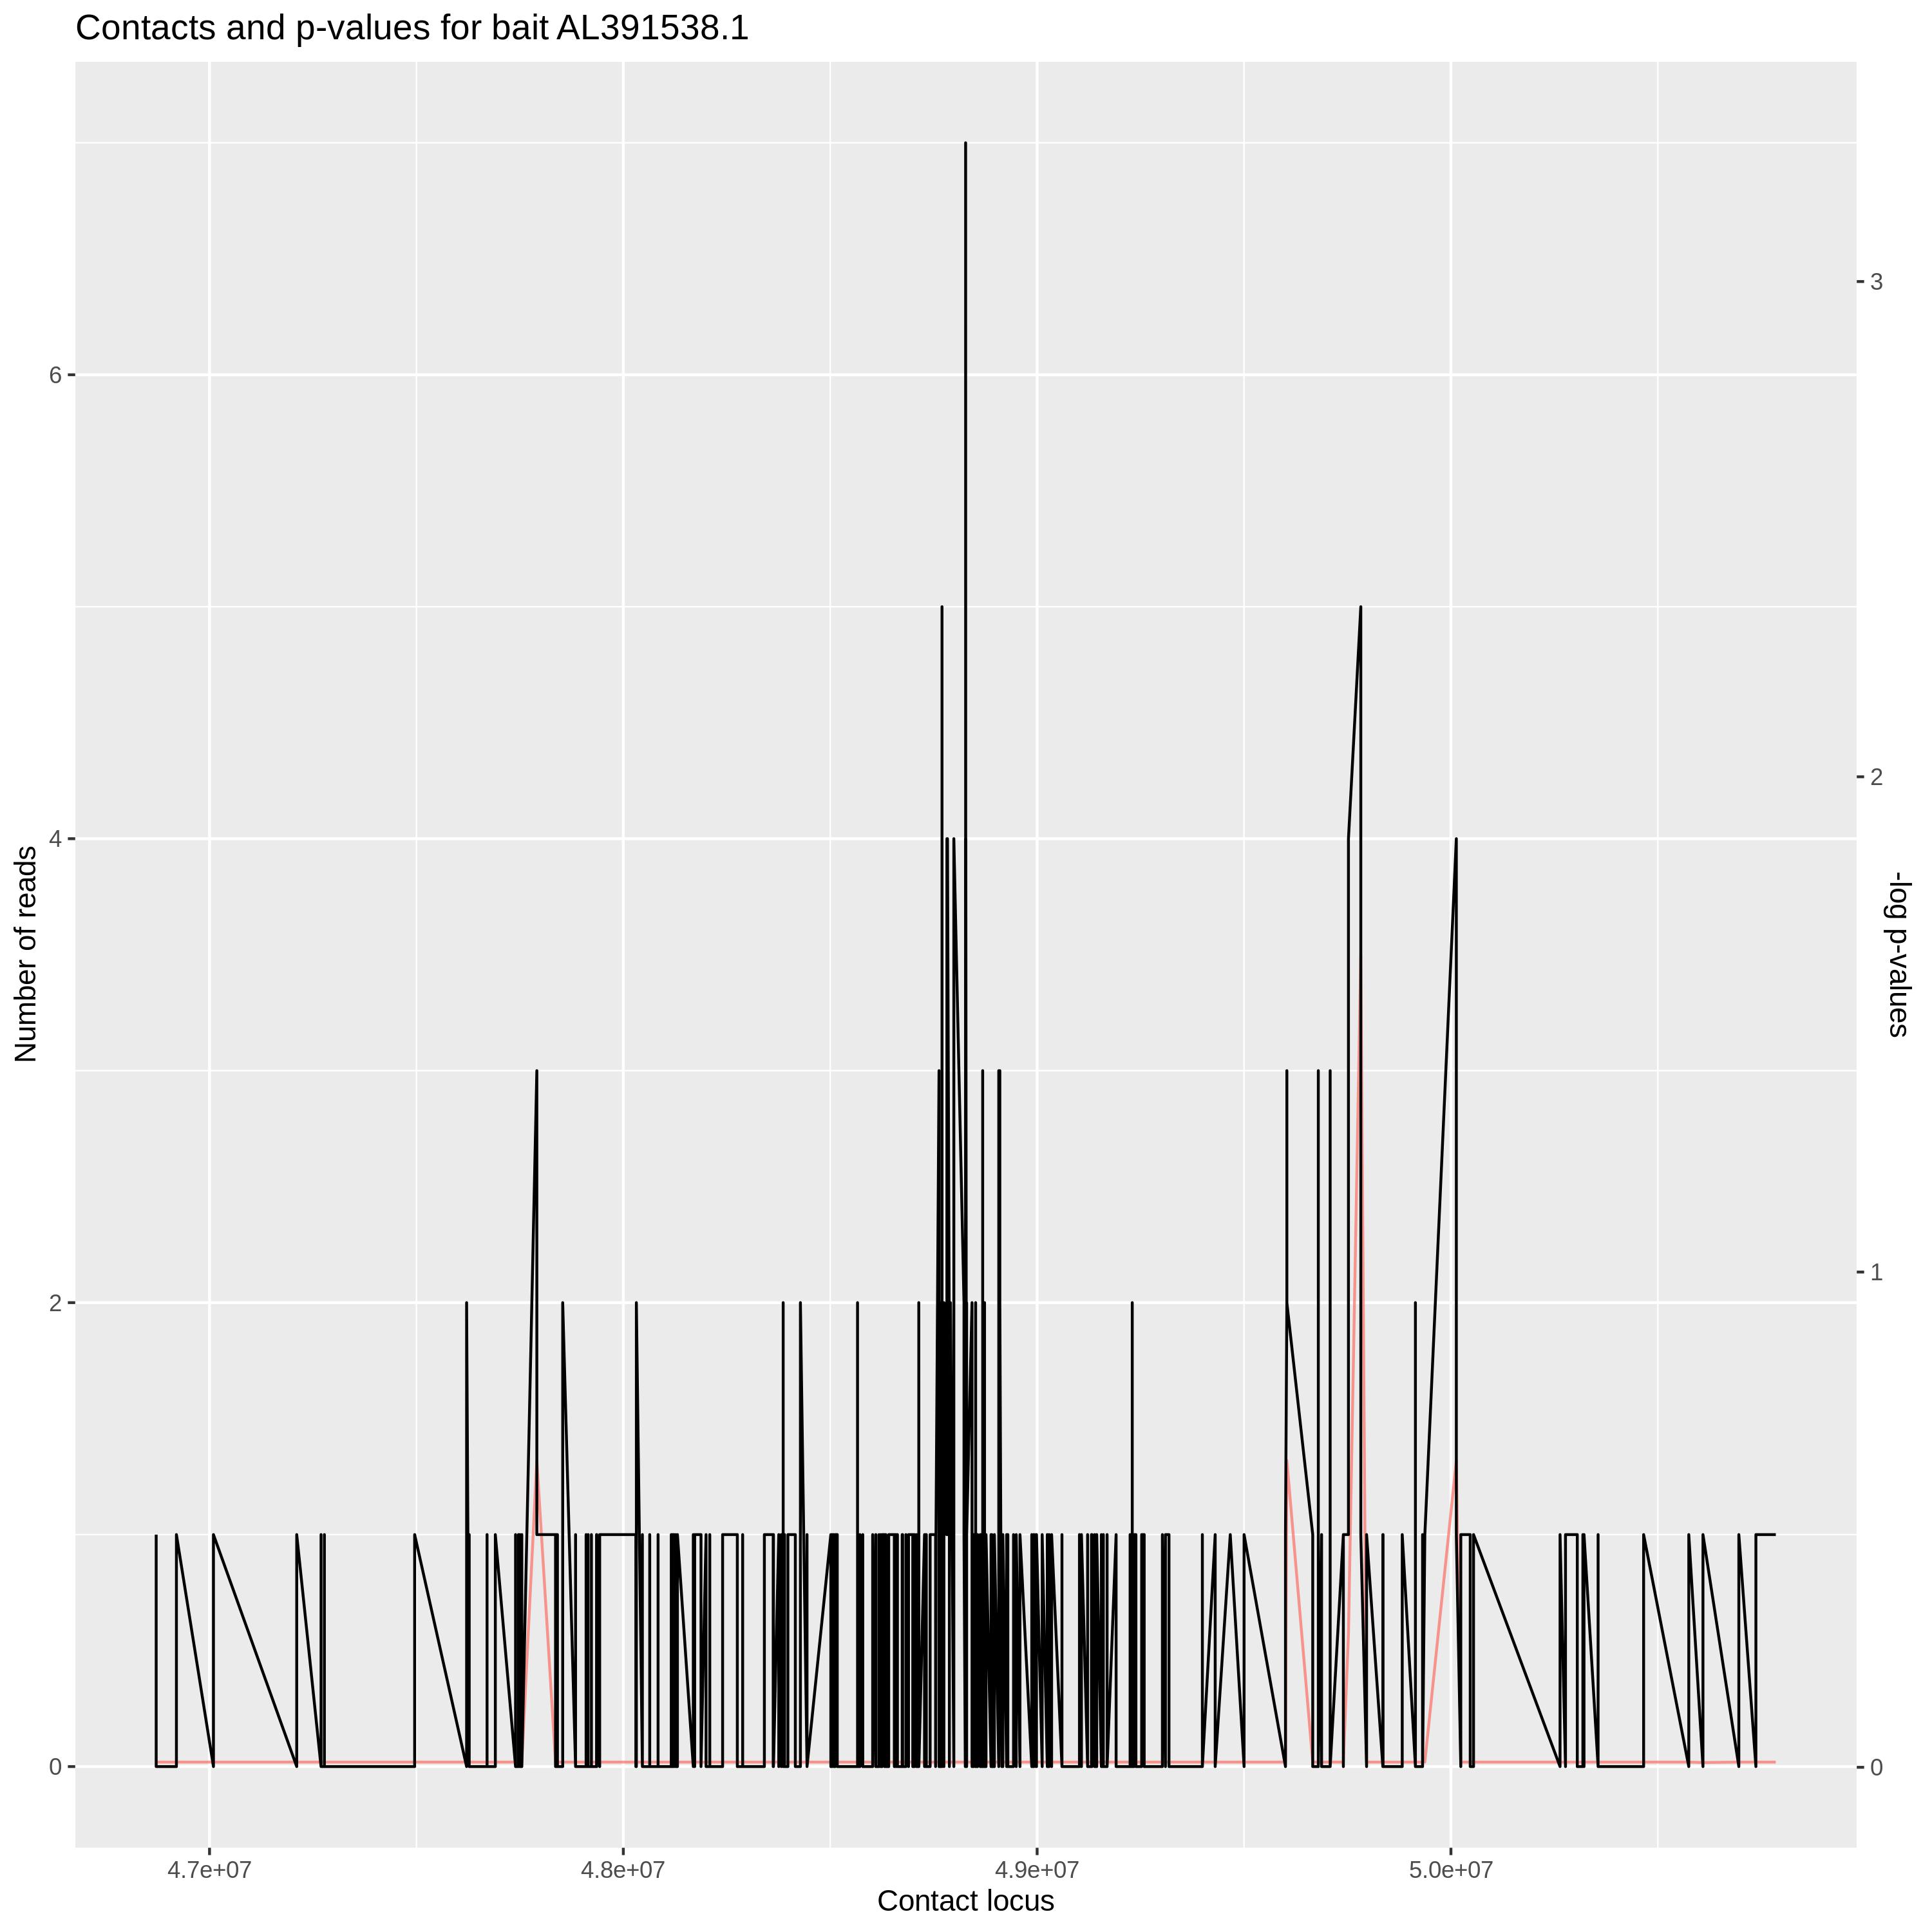 Contacts and p-values for bait AL391538.1
Number of reads
6
4
2
0
3
2
1
0
-log p-values
4.7e+07 4.8e+07 4.9e+07 5.0e+07
Contact locus